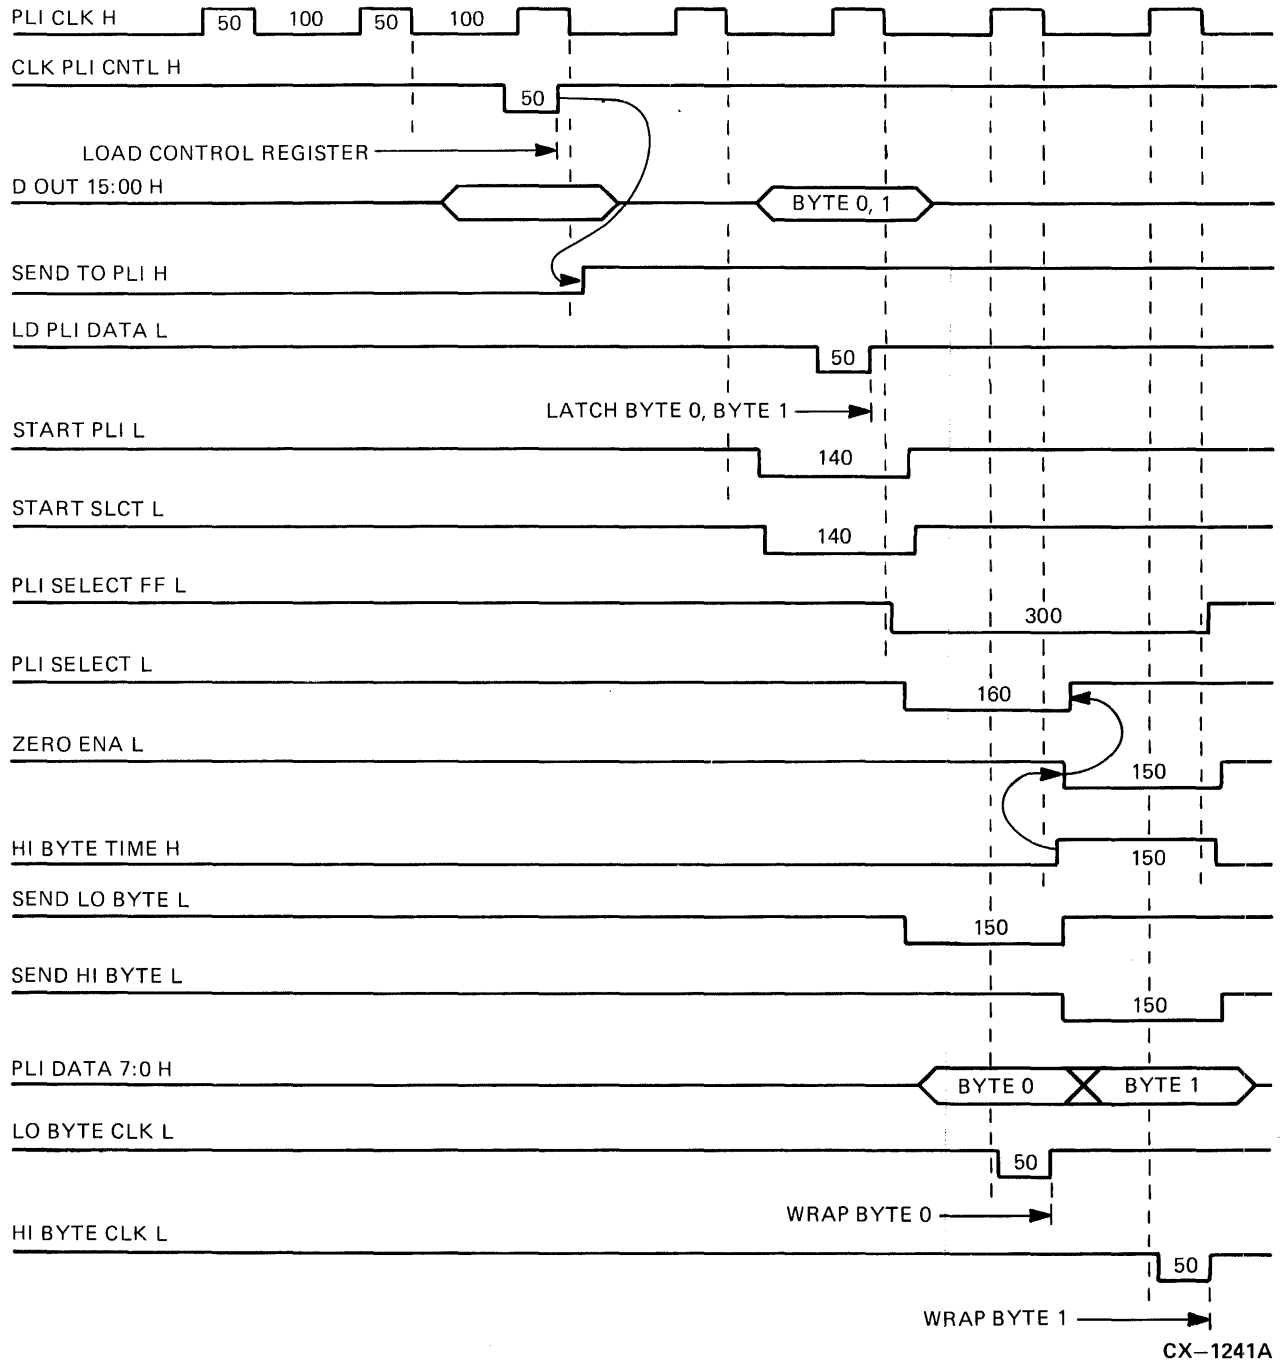 PLI CLK H
50 100 50 100
CLK PLI CNTL H
50
LOAD CONTROL REGISTER
D OUT 15:00 H
BYTE 0, 1
SEND TO PLI H
LD PLI DATA L
50
LATCH BYTE 0, BYTE 1
START PLI L
140
START SLCT L
140
PLI SELECT FF L
300
PLI SELECT L
160
ZERO ENA L
150
HI BYTE TIME H
150
SEND LO BYTE L
150
SEND HI BYTE L
150
PLI DATA 7:0 H
BYTE 0 BYTE 1
LO BYTE CLK L
50
WRAP BYTE 0
HI BYTE CLK L
50
WRAP BYTE 1
CX–1241A